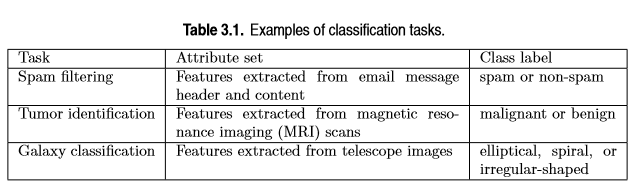 Table 3.1. Examples of classification tasks.
Task Attribute set Class label
Spam filtering Features extracted from email message spam or non-spam
header and content
Tumor identification Features extracted from magnetic reso- malignant or benign
nance imaging (MRI) scans
Galaxy classification Features extracted from telescope images elliptical, spiral, or
irregular-shaped